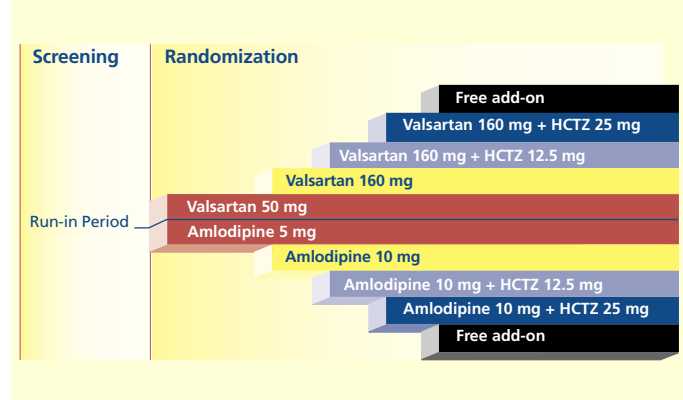 Screening
Randomization
Free add-on
Valsartan 160 mg + HCTZ 25 mg
Valsartan 160 mg + HCTZ 12.5 mg
Valsartan 160 mg
Valsartan 50 mg
Run-in Period
Amlodipine 5 mg
Amlodipine 10 mg
Amlodipine 10 mg + HCTZ 12.5 mg
Amlodipine 10 mg + HCTZ 25 mg
Free add-on